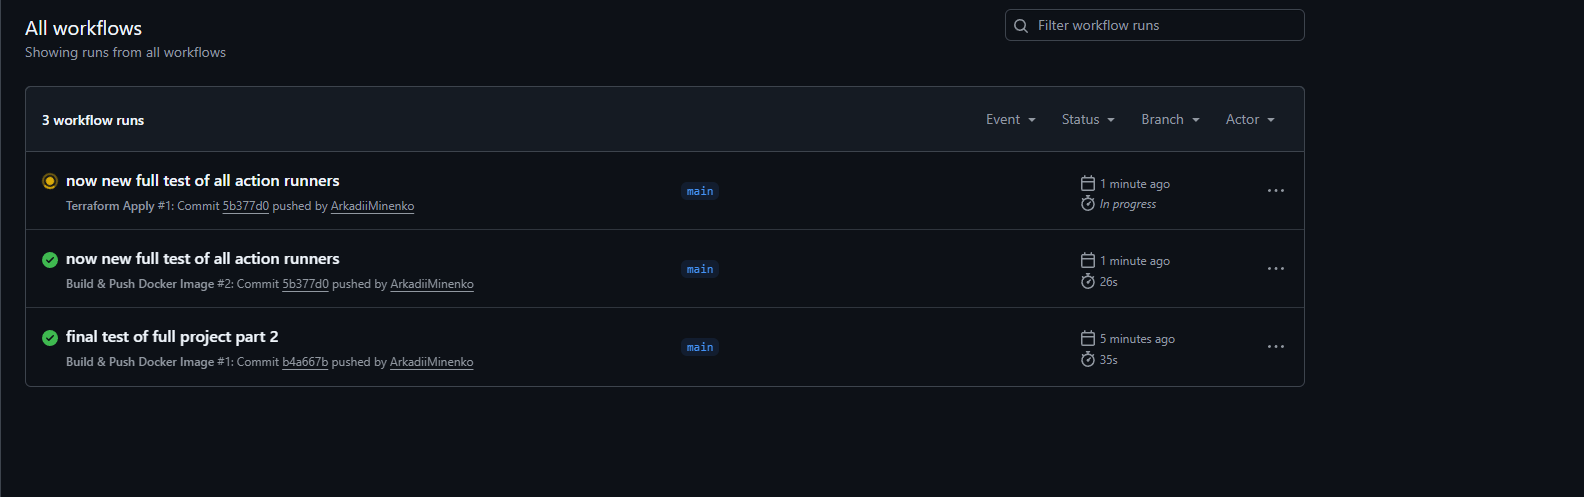 All workflows
Showing runs from all workflows
Filter workflow runs
3 workflow runs
Event
Status
Branch
Actor
now new full test of all action runners
Terraform Apply #1: Commit 5b377d0 pushed by ArkadiiMinenko
main
1 minute ago
In progress
now new full test of all action runners
Build & Push Docker Image #2: Commit 5b377d0 pushed by ArkadiiMinenko
main
1 minute ago
26s
final test of full project part 2
Build & Push Docker Image #1: Commit b4a667b pushed by ArkadiiMinenko
main
5 minutes ago
35s